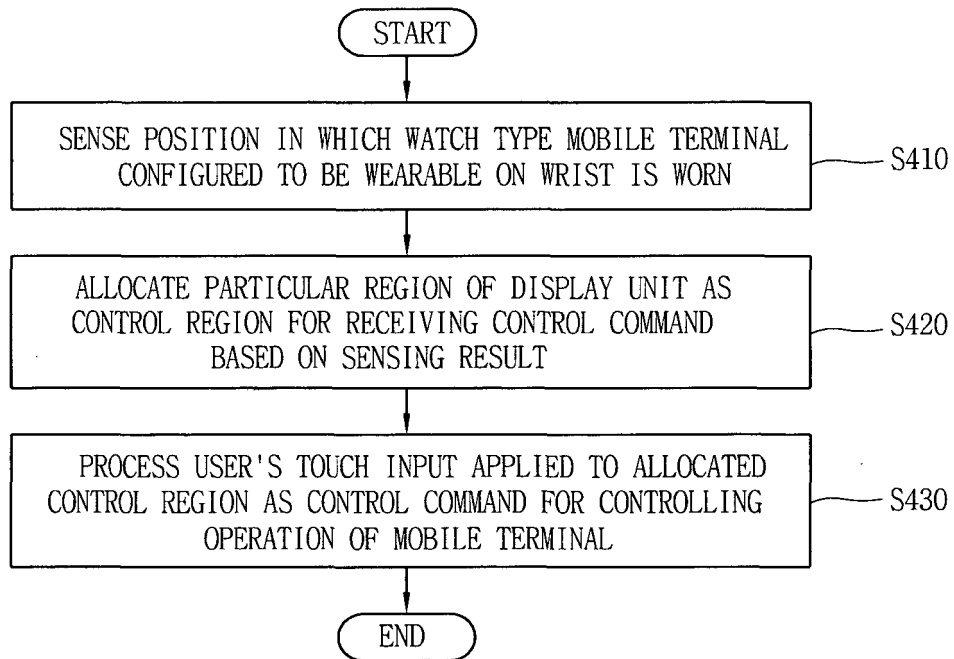 START
SENSE POSITION IN WHICH WATCH TYPE MOBILE TERMINAL
CONFIGURED TO BE WEARABLE ON WRIST IS WORN
S410
ALLOCATE PARTICULAR REGION OF DISPLAY UNIT AS
CONTROL REGION FOR RECEIVING CONTROL COMMAND
BASED ON SENSING RESULT
S420
PROCESS USER'S TOUCH INPUT APPLIED TO ALLOCATED
CONTROL REGION AS CONTROL COMMAND FOR CONTROLLING
OPERATION OF MOBILE TERMINAL
S430
END